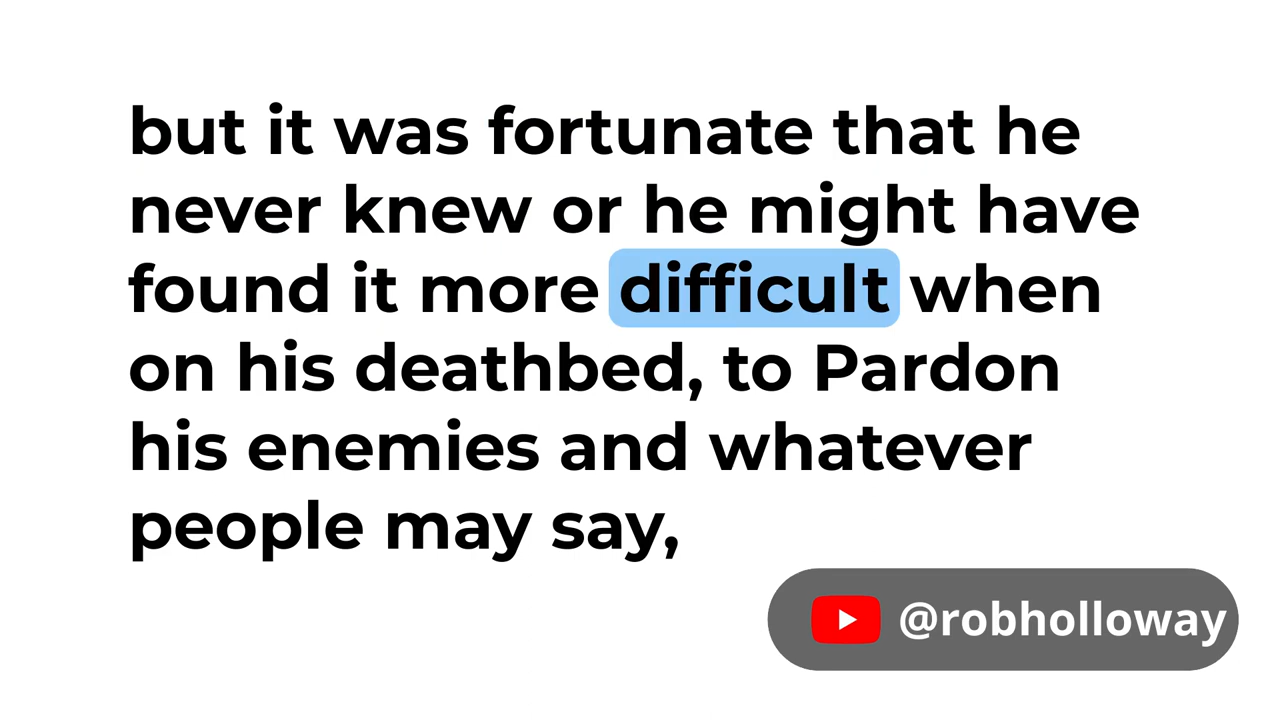 but it was fortunate that he
never knew or he might have
found it more difficult when
on his deathbed, to Pardon
his enemies and whatever
people may say,
@robholloway